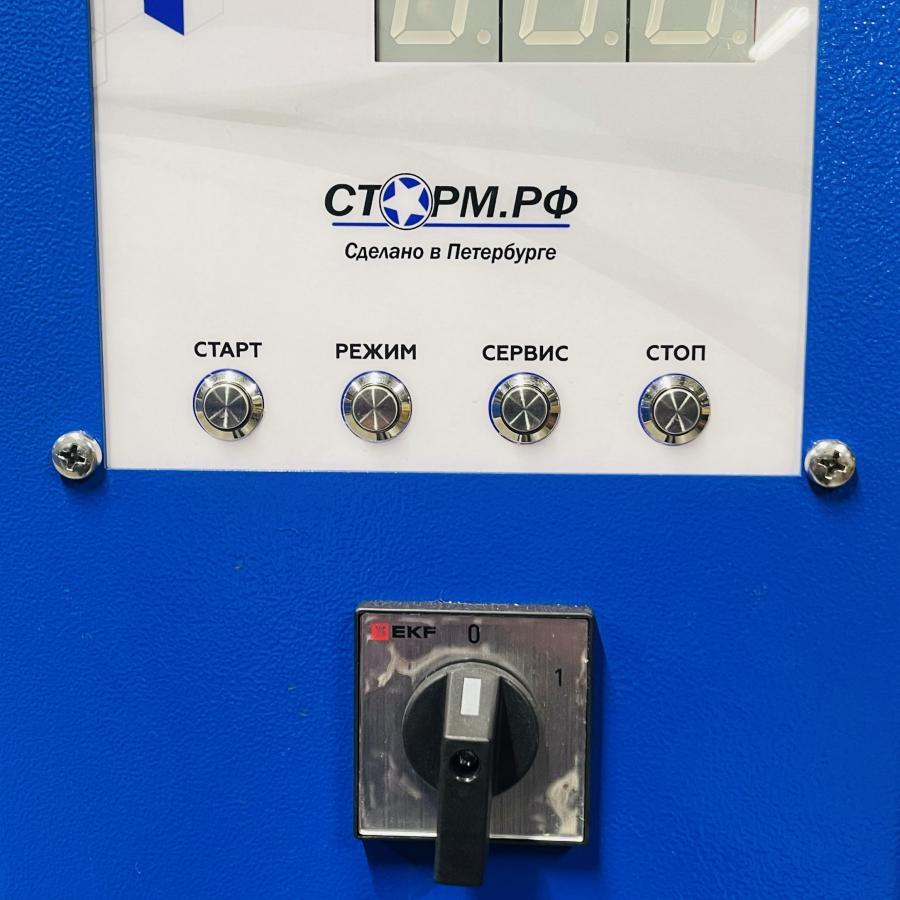 СТОРМ.РФ
Сделано в Петербурге
СТАРТ РЕЖИМ СЕРВИС СТОП
EKF 0
1